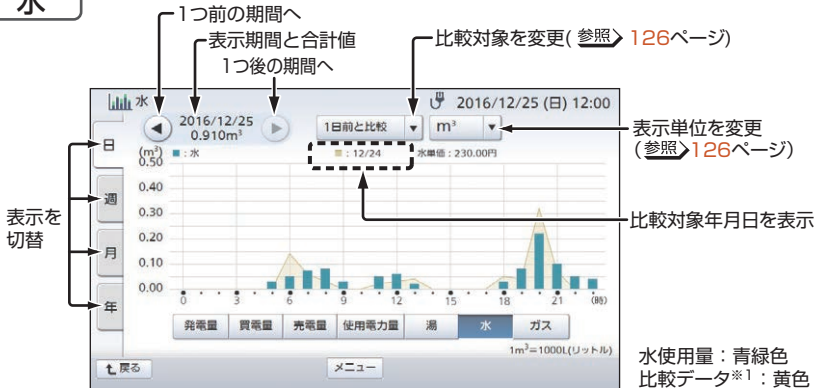 水
1つ前の期間へ
表示期間と合計値
1つ後の期間へ
比較対象を変更( 参照 126ページ)
水
2016/12/25 (日) 12:00
2016/12/25
0.910m³
1日前と比較
m³
表示単位を変更
(参照 126ページ)
日
週
月
年
表示を
切替
(m³)
■:水
■:12/24
水単価:230.00円
0.50
0.40
0.30
0.20
0.10
0.00
0 3 6 9 12 15 18 21 (時)
比較対象年月日を表示
発電量 買電量 売電量 使用電力量 湯 水 ガス
1m³=1000L(リットル)
戻る
メニュー
水使用量:青緑色
比較データ※1:黄色